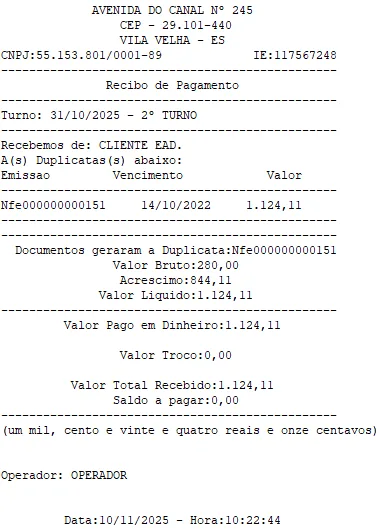 AVENIDA DO CANAL Nº 245
CEP - 29.101-440
VILA VELHA - ES
CNPJ:55.153.801/0001-89 IE:117567248
------------------------------------------------
Recibo de Pagamento
------------------------------------------------
Turno: 31/10/2025 - 2º TURNO
------------------------------------------------
Recebemos de: CLIENTE EAD.
A(s) Duplicatas(s) abaixo:
Emissao Vencimento Valor
------------------------------------------------
Nfe000000000151 14/10/2022 1.124,11
------------------------------------------------
------------------------------------------------
Documentos geraram a Duplicata:Nfe000000000151
Valor Bruto:280,00
Acrescimo:844,11
Valor Liquido:1.124,11
------------------------------------------------
Valor Pago em Dinheiro:1.124,11
Valor Troco:0,00
Valor Total Recebido:1.124,11
Saldo a pagar:0,00
------------------------------------------------
(um mil, cento e vinte e quatro reais e onze centavos)
Operador: OPERADOR
Data:10/11/2025 - Hora:10:22:44